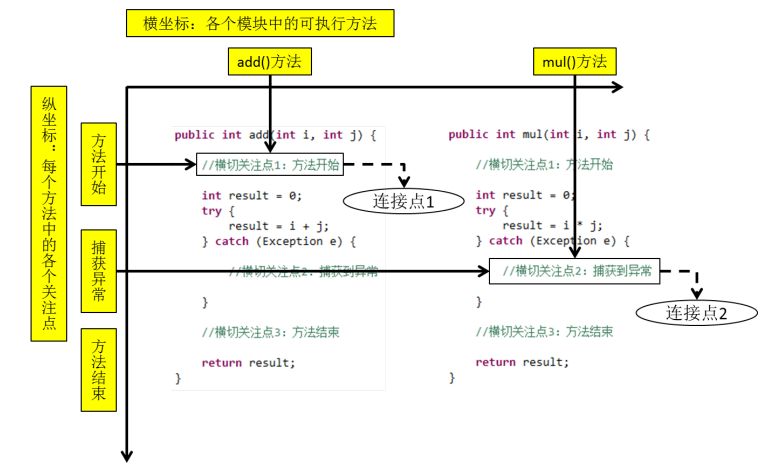 横坐标：各个模块中的可执行方法
add()方法
mul()方法
纵坐标：每个方法中的各个关注点
方法开始
捕获异常
方法结束
public int add(int i, int j) {
//横切关注点1：方法开始
int result = 0;
try {
result = i + j;
} catch (Exception e) {
//横切关注点2：捕获到异常
}
//横切关注点3：方法结束
return result;
}
连接点1
public int mul(int i, int j) {
//横切关注点1：方法开始
int result = 0;
try {
result = i * j;
} catch (Exception e) {
//横切关注点2：捕获到异常
}
//横切关注点3：方法结束
return result;
}
连接点2